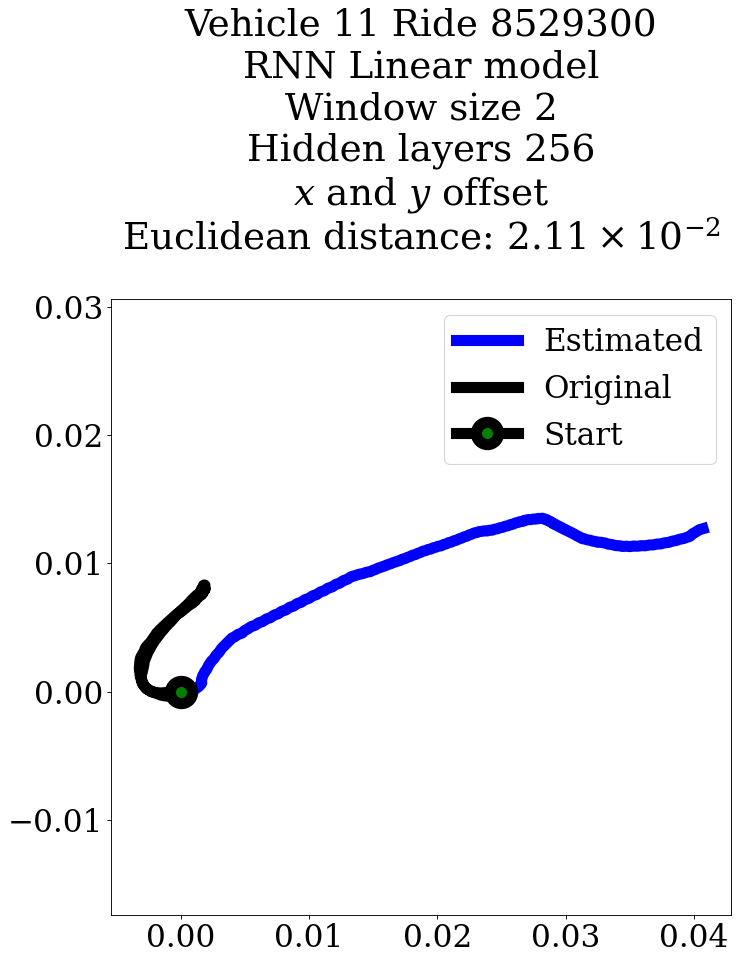 Vehicle 11 Ride 8529300
RNN Linear model
Window size 2
Hidden layers 256
x and y offset
Euclidean distance: 2.11 × 10⁻²
0.03
0.02
0.01
0.00
−0.01
Estimated
Original
Start
0.00 0.01 0.02 0.03 0.04